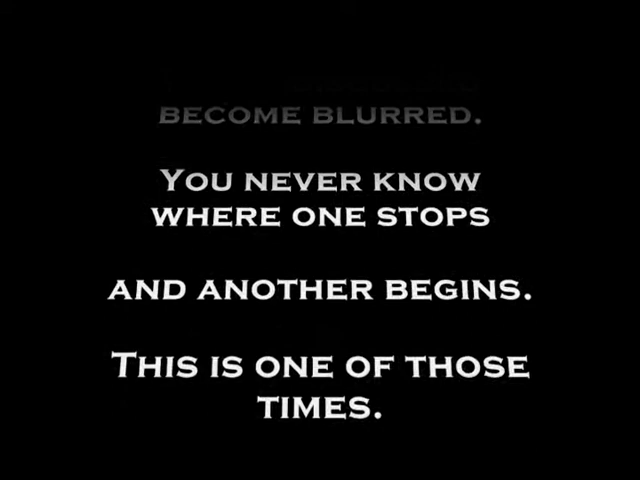 BECOME BLURRED.
YOU NEVER KNOW
WHERE ONE STOPS
AND ANOTHER BEGINS.
THIS IS ONE OF THOSE
TIMES.